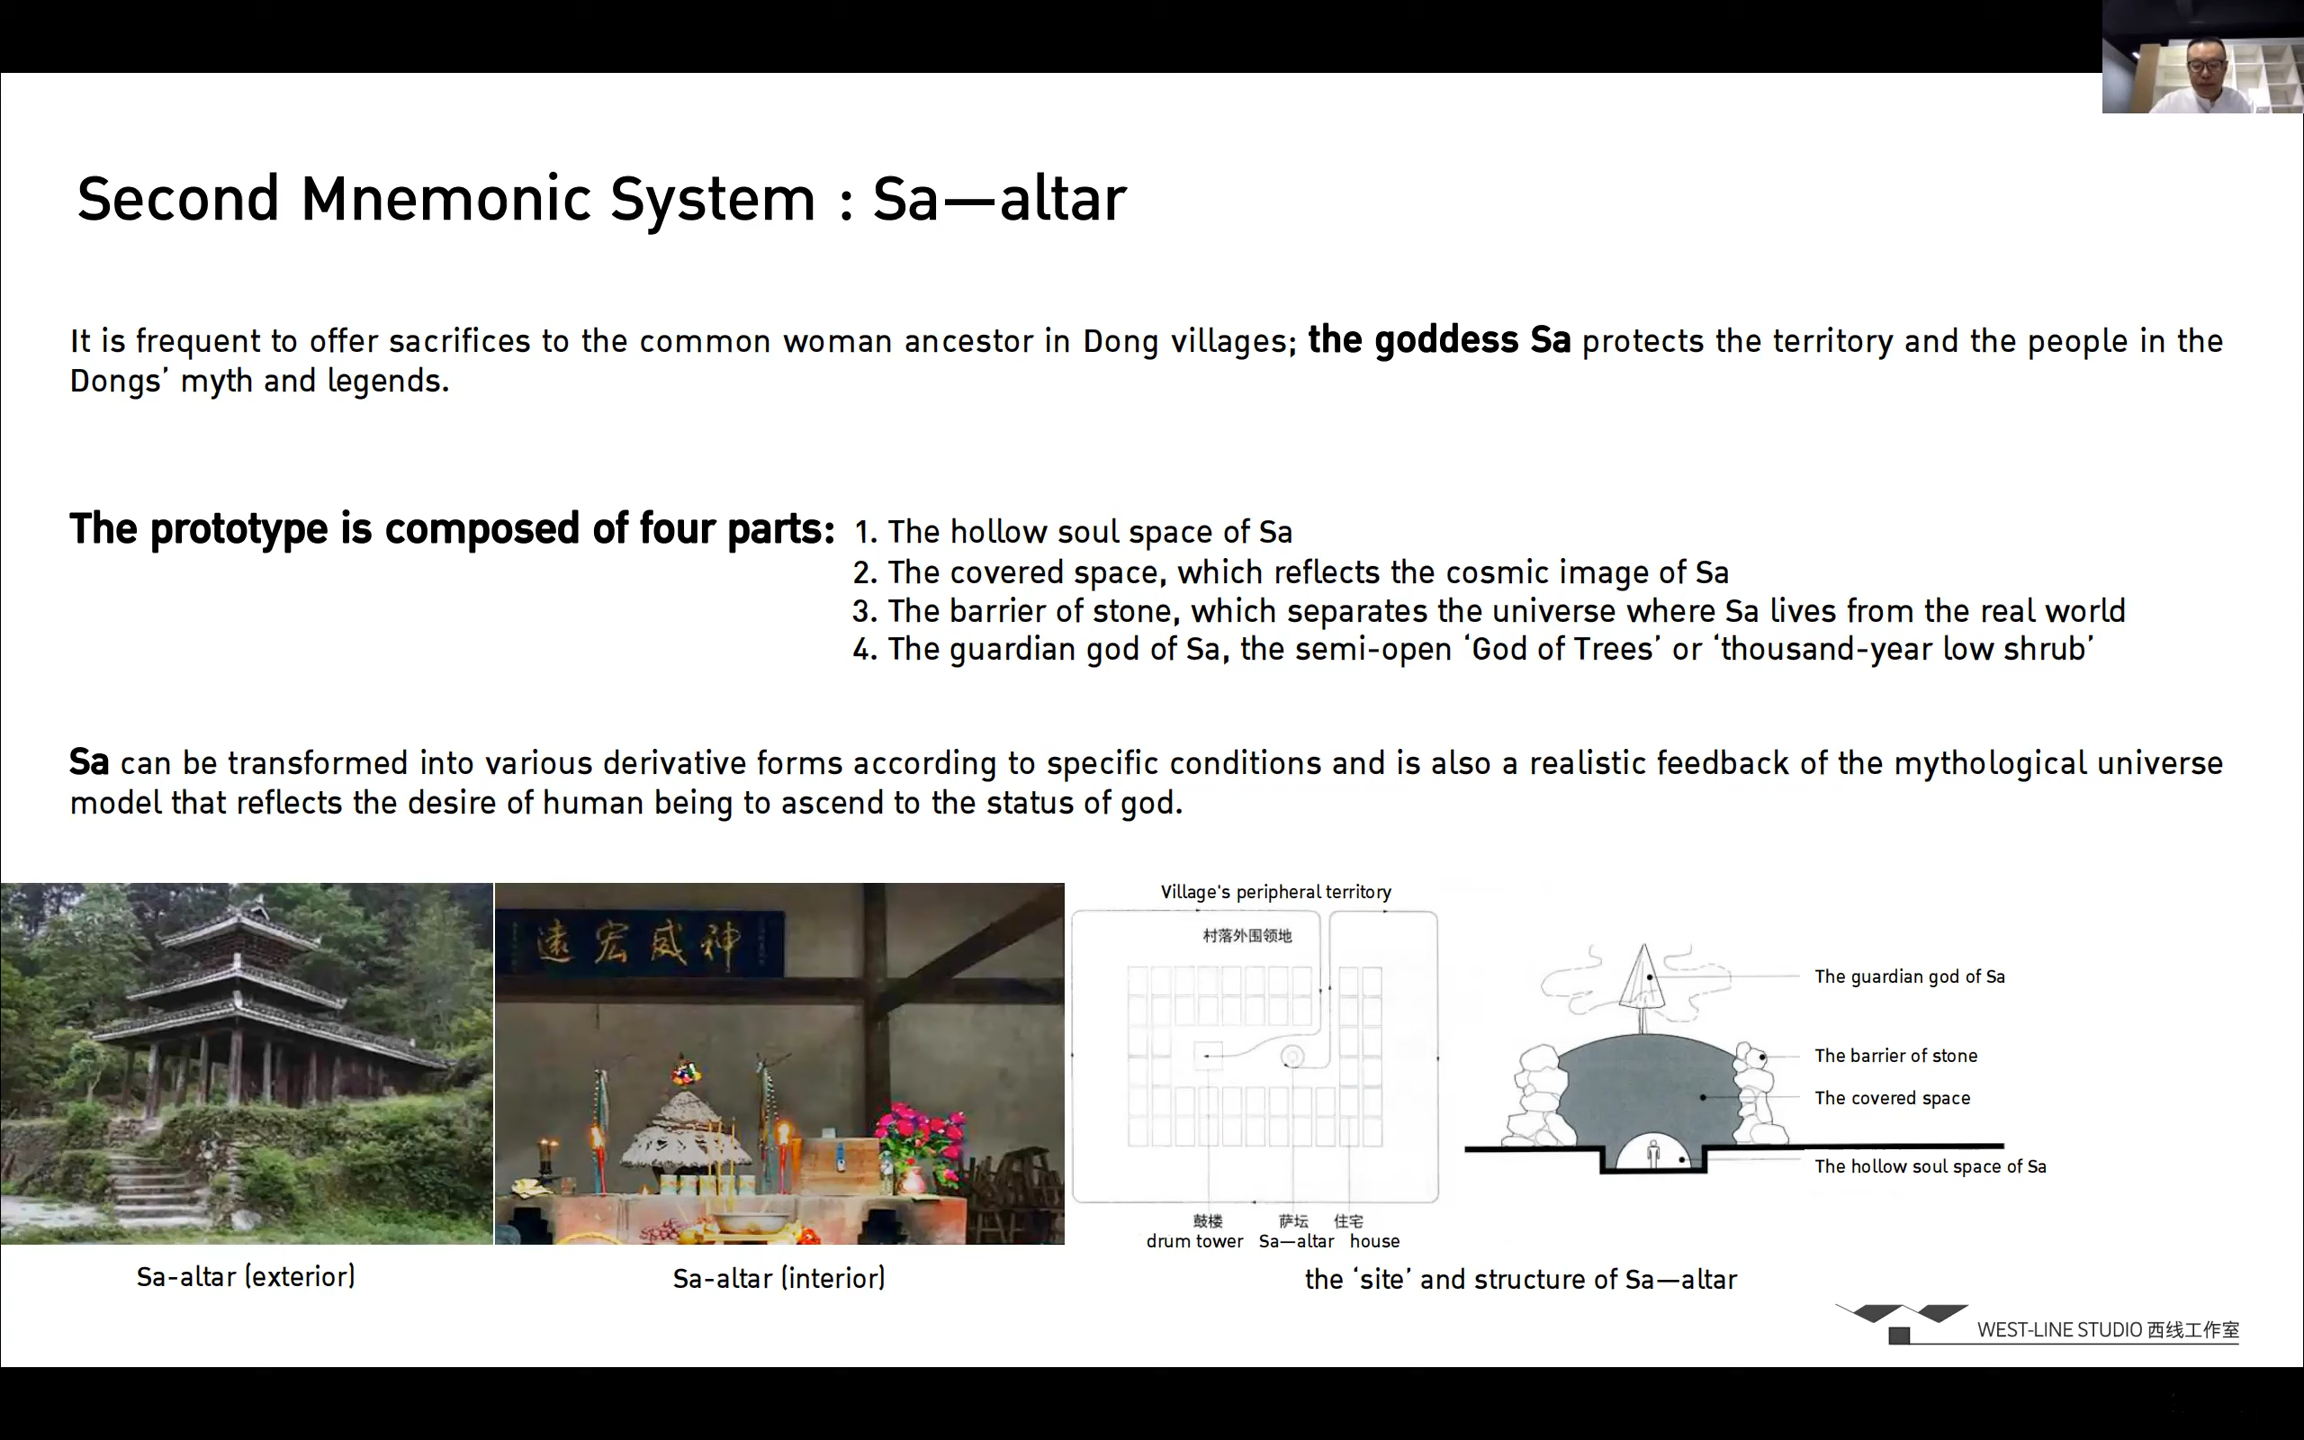 Second Mnemonic System : Sa—altar
It is frequent to offer sacrifices to the common woman ancestor in Dong villages; the goddess Sa protects the territory and the people in the
Dongs’ myth and legends.
The prototype is composed of four parts: 1. The hollow soul space of Sa
2. The covered space, which reflects the cosmic image of Sa
3. The barrier of stone, which separates the universe where Sa lives from the real world
4. The guardian god of Sa, the semi-open ‘God of Trees’ or ‘thousand-year low shrub’
Sa can be transformed into various derivative forms according to specific conditions and is also a realistic feedback of the mythological universe
model that reflects the desire of human being to ascend to the status of god.
遠宏威神
Sa-altar (exterior)
Sa-altar (interior)
Village's peripheral territory
村落外围领地
鼓楼 萨坛 住宅
drum tower Sa—altar house
The guardian god of Sa
The barrier of stone
The covered space
The hollow soul space of Sa
the ‘site’ and structure of Sa—altar
WEST-LINE STUDIO 西线工作室